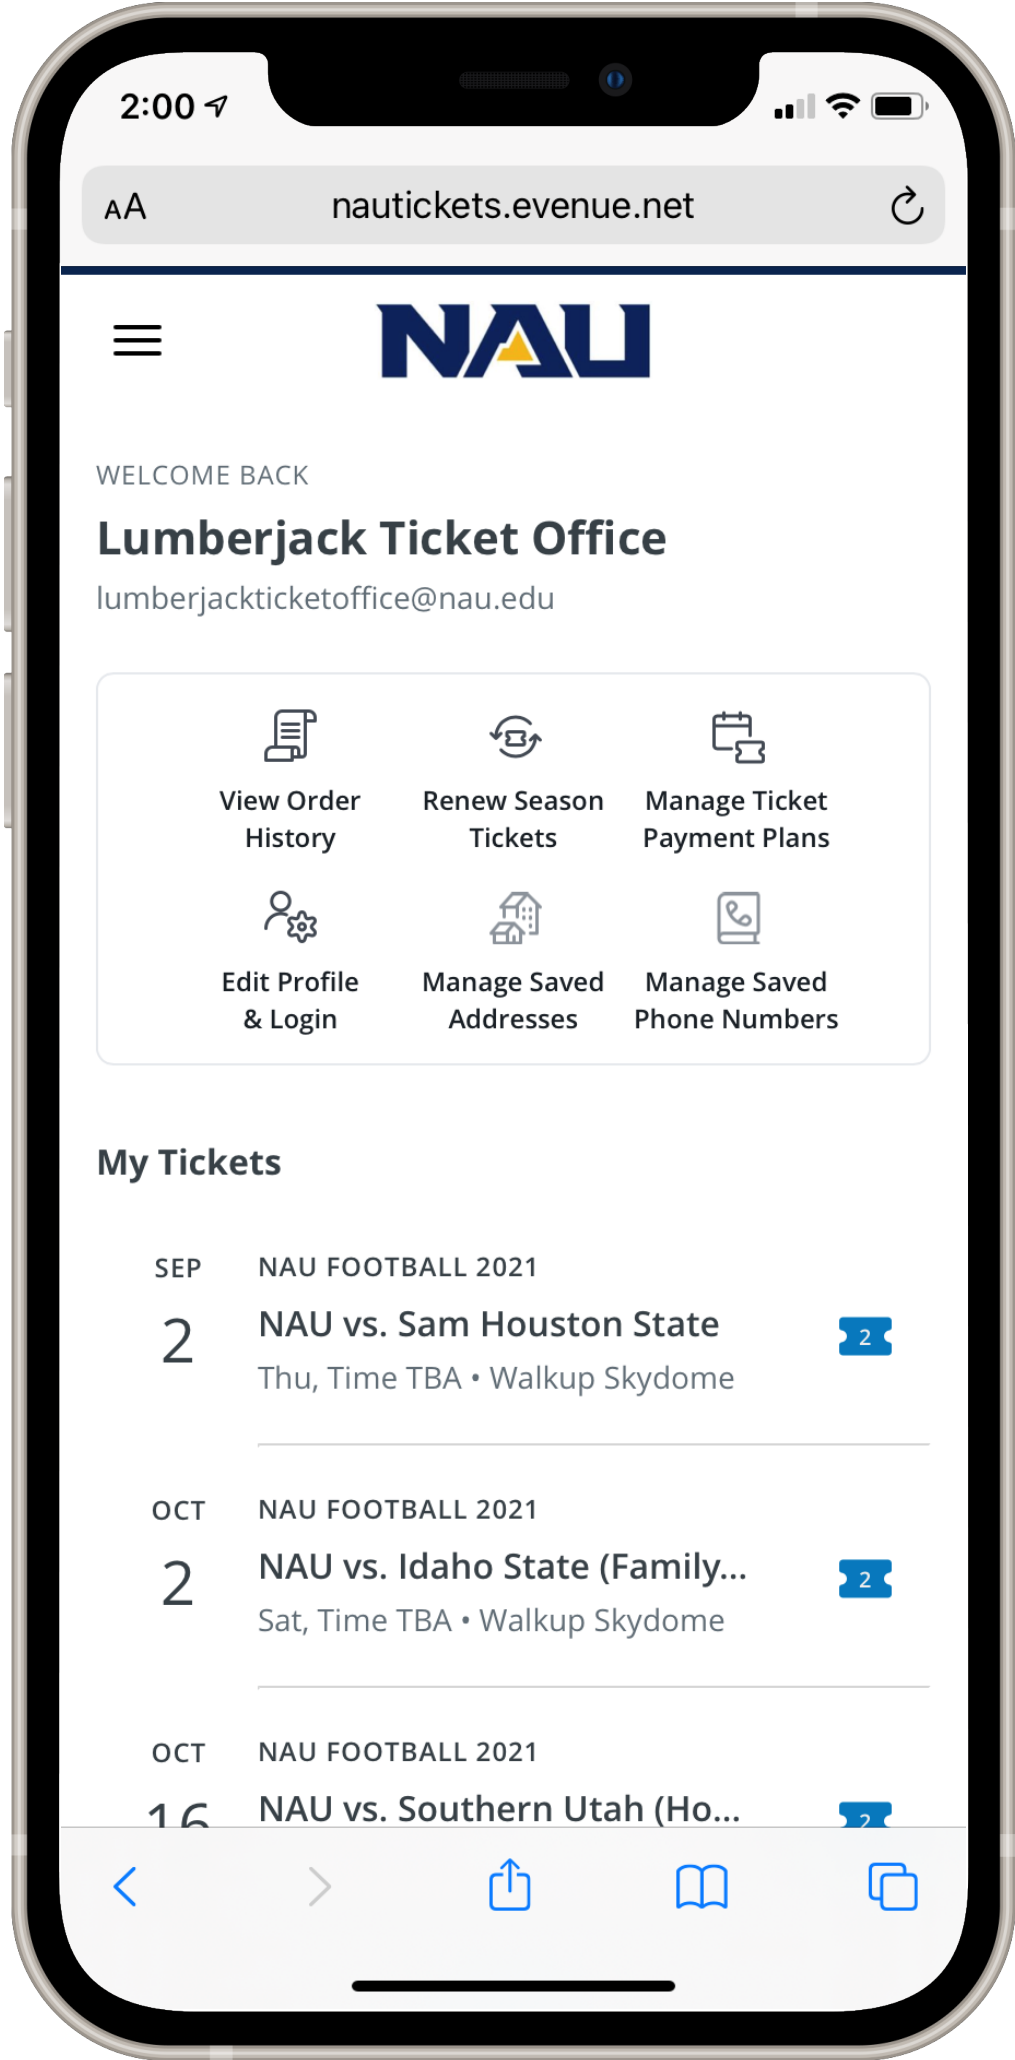 2:00
AA nautickets.evenue.net
NAU
WELCOME BACK
Lumberjack Ticket Office
lumberjackticketoffice@nau.edu
View Order
History
Renew Season
Tickets
Manage Ticket
Payment Plans
Edit Profile
& Login
Manage Saved
Addresses
Manage Saved
Phone Numbers
My Tickets
SEP
2
NAU FOOTBALL 2021
NAU vs. Sam Houston State
Thu, Time TBA • Walkup Skydome
2
OCT
2
NAU FOOTBALL 2021
NAU vs. Idaho State (Family...
Sat, Time TBA • Walkup Skydome
2
OCT
16
NAU FOOTBALL 2021
NAU vs. Southern Utah (Ho...
2